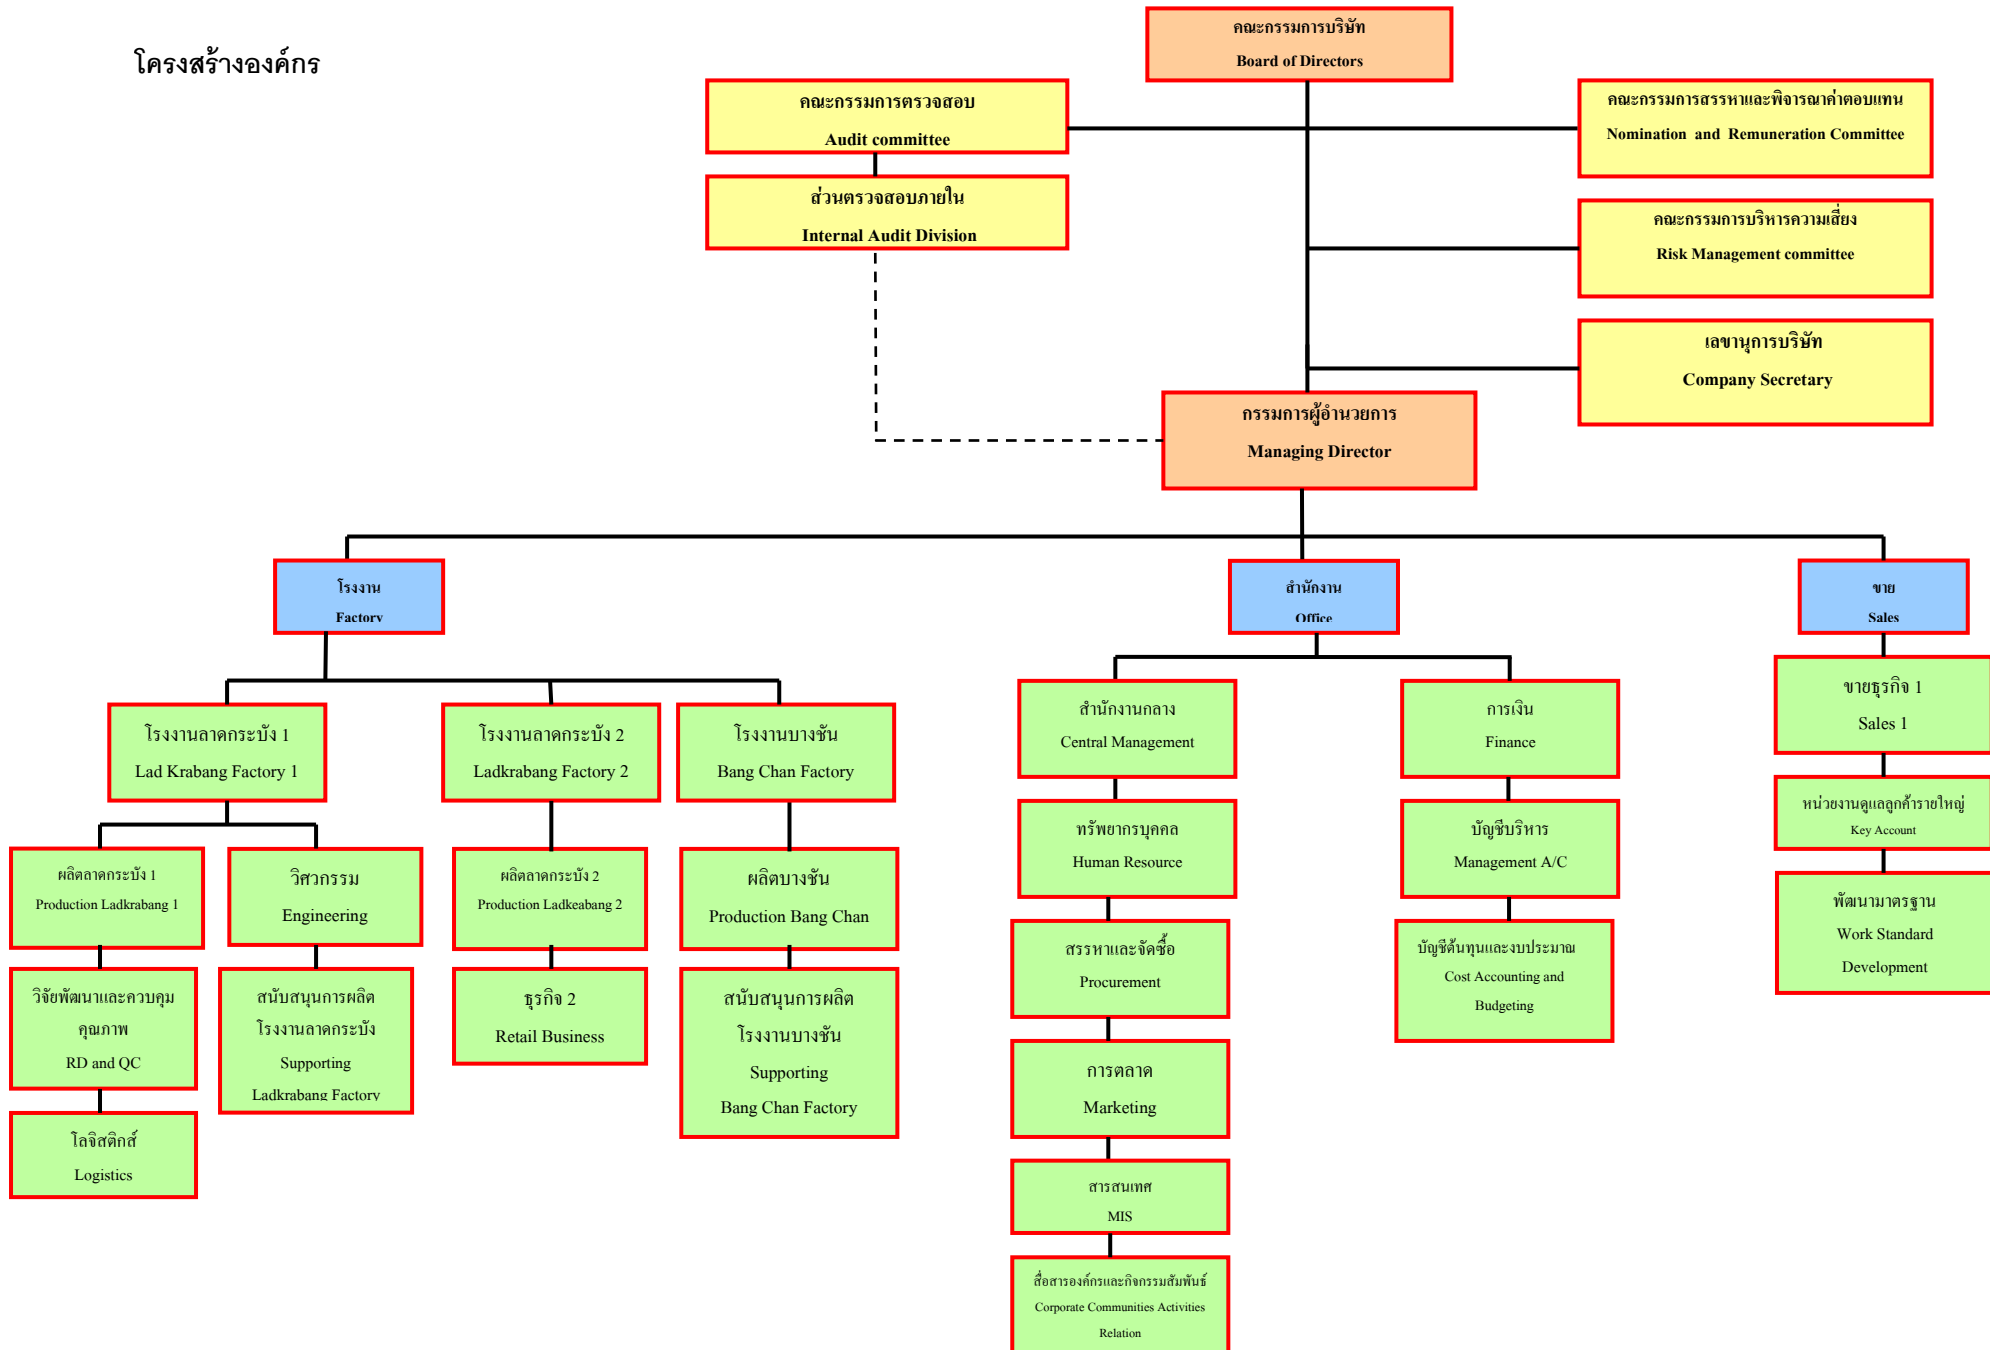 โครงสร้างองค์กร
คณะกรรมการบริษัท
Board of Directors
คณะกรรมการตรวจสอบ
Audit committee
คณะกรรมการสรรหาและพิจารณาค่าตอบแทน
Nomination and Remuneration Committee
ส่วนตรวจสอบภายใน
Internal Audit Division
คณะกรรมการบริหารความเสี่ยง
Risk Management committee
เลขานุการบริษัท
Company Secretary
กรรมการผู้อำนวยการ
Managing Director
โรงงาน
Factory
สำนักงาน
Office
ขาย
Sales
โรงงานลาดกระบัง 1
Lad Krabang Factory 1
โรงงานลาดกระบัง 2
Ladkrabang Factory 2
โรงงานบางชัน
Bang Chan Factory
สำนักงานกลาง
Central Management
การเงิน
Finance
ขายธุรกิจ 1
Sales 1
ผลิตลาดกระบัง 1
Production Ladkrabang 1
วิศวกรรม
Engineering
ผลิตลาดกระบัง 2
Production Ladkeabang 2
ผลิตบางชัน
Production Bang Chan
ทรัพยากรบุคคล
Human Resource
บัญชีบริหาร
Management A/C
หน่วยงานดูแลลูกค้ารายใหญ่
Key Account
วิจัยพัฒนาและควบคุม
คุณภาพ
RD and QC
สนับสนุนการผลิต
โรงงานลาดกระบัง
Supporting
Ladkrabang Factory
ธุรกิจ 2
Retail Business
สนับสนุนการผลิต
โรงงานบางชัน
Supporting
Bang Chan Factory
สรรหาและจัดซื้อ
Procurement
บัญชีต้นทุนและงบประมาณ
Cost Accounting and
Budgeting
พัฒนามาตรฐาน
Work Standard
Development
โลจิสติกส์
Logistics
การตลาด
Marketing
สารสนเทศ
MIS
สื่อสารองค์กรและกิจกรรมสัมพันธ์
Corporate Communities Activities
Relation